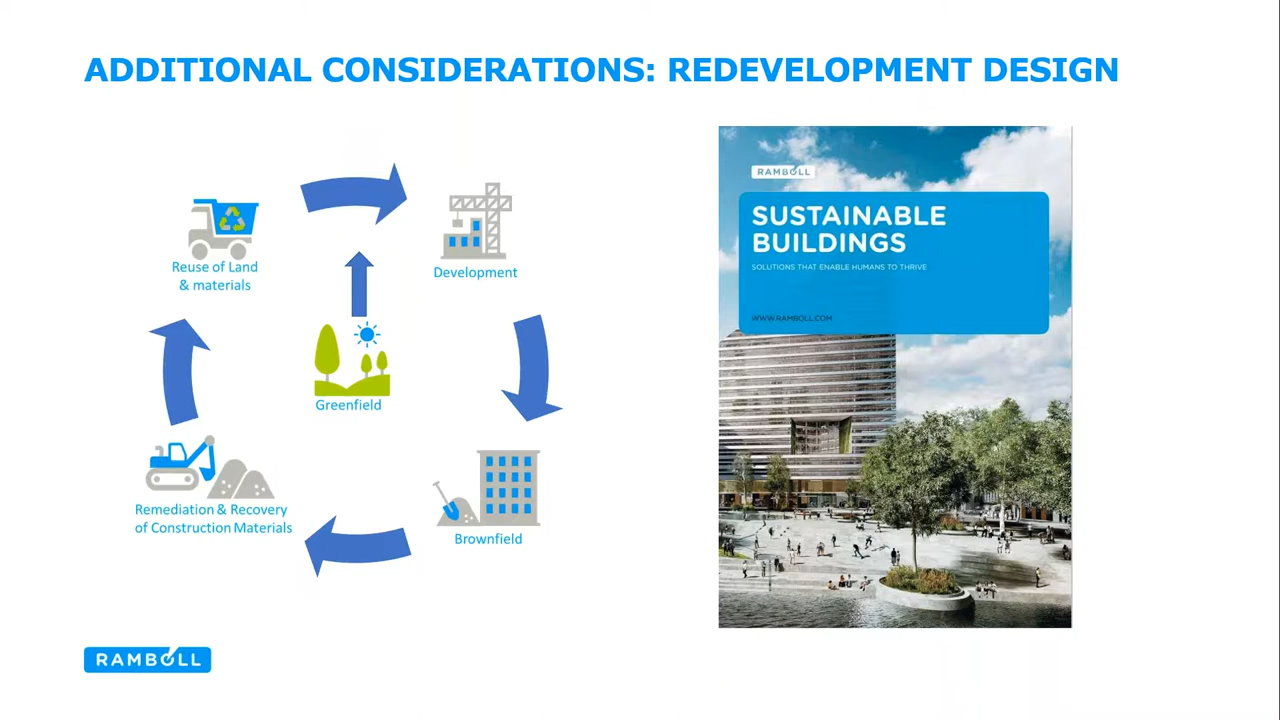 ADDITIONAL CONSIDERATIONS: REDEVELOPMENT DESIGN
Reuse of Land
& materials
Development
Greenfield
Remediation & Recovery
of Construction Materials
Brownfield
RAMBOLL
SUSTAINABLE
BUILDINGS
SOLUTIONS THAT ENABLE HUMANS TO THRIVE
WWW.RAMBOLL.COM
RAMBOLL